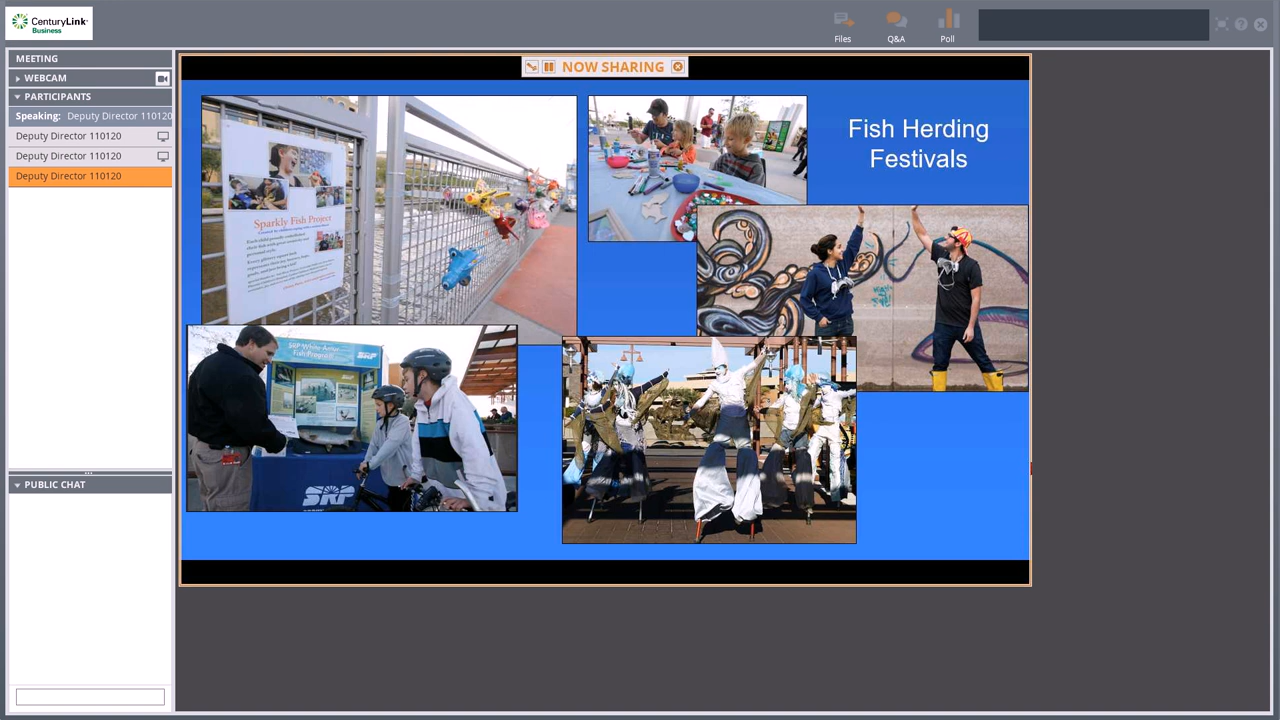 CenturyLink®
Business
Files
Q&A
Poll
MEETING
WEBCAM
PARTICIPANTS
Speaking: Deputy Director 110120
Deputy Director 110120
Deputy Director 110120
Deputy Director 110120
PUBLIC CHAT
NOW SHARING
Fish Herding
Festivals
Sparkly Fish Project
SRP White Amur
Fish Program
SRP
SRP